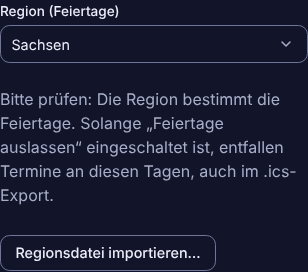 Region (Feiertage)
Sachsen
Bitte prüfen: Die Region bestimmt die
Feiertage. Solange „Feiertage
auslassen“ eingeschaltet ist, entfallen
Termine an diesen Tagen, auch im .ics-
Export.
Regionsdatei importieren...